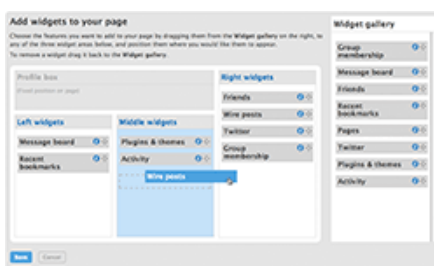 Add widgets to your page
Choose the features you want to add to your page by dragging them from the Widget gallery on the right, to
any of the three widget areas below, and position them where you would like them to appear.
To remove a widget drag it back to the Widget gallery.
Profile box
(Fixed position on page)
Left widgets
Message board
Recent
bookmarks
Middle widgets
Plugins & themes
Activity
Wire posts
Right widgets
Friends
Wire posts
Twitter
Group
membership
Save
Cancel
Widget gallery
Group
membership
Message board
Friends
Recent
bookmarks
Pages
Twitter
Plugins & themes
Activity